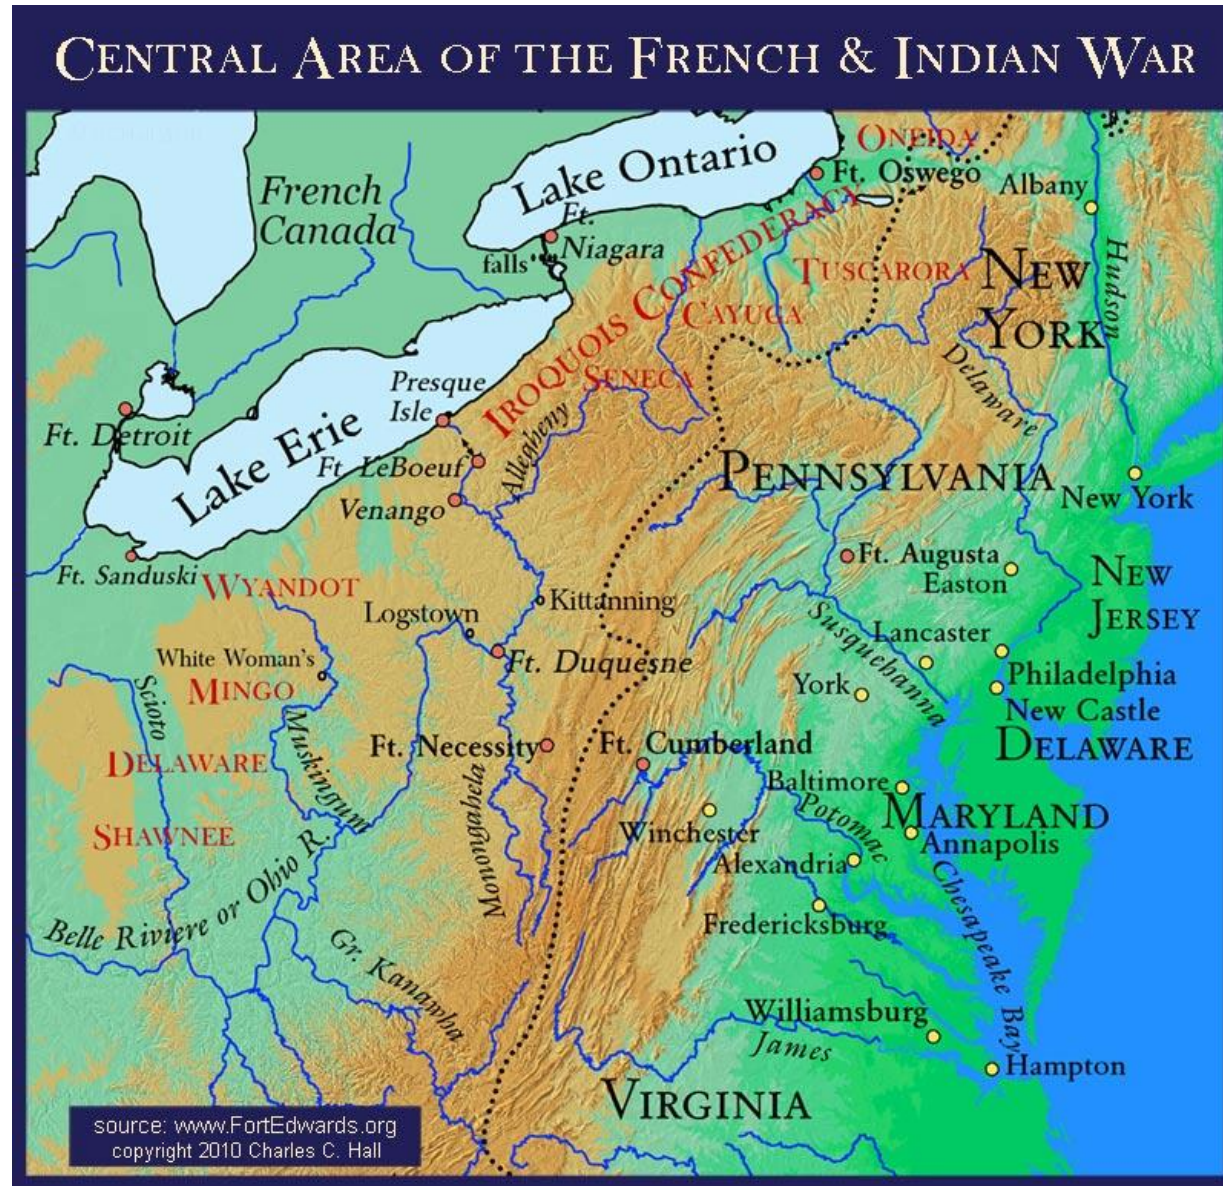 CENTRAL AREA OF THE FRENCH & INDIAN WAR
ONEIDA
Lake Ontario
Ft. Oswego
French
Canada
Albany
Ft.
Niagara
falls
IROQUOIS CONFEDERACY
TUSCARORA
NEW
YORK
Hudson
CAYUGA
SENECA
Delaware
Presque
Isle
Ft. Detroit
Lake Erie
Allegheny
Ft. LeBoeuf
Venango
PENNSYLVANIA
New York
Ft. Sanduski
WYANDOT
Ft. Augusta
Easton
NEW
JERSEY
Logstown
Kittanning
Susquehanna
Lancaster
White Woman's
MINGO
Ft. Duquesne
Philadelphia
York
New Castle
Scioto
Muskingum
Ft. Necessity
Ft. Cumberland
DELAWARE
DELAWARE
Monongahela
Baltimore
Potomac
MARYLAND
SHAWNEE
Winchester
Annapolis
Alexandria
Chesapeake Bay
Belle Riviere or Ohio R.
Fredericksburg
Gr. Kanawha
Williamsburg
James
Hampton
VIRGINIA
source: www.FortEdwards.org
copyright 2010 Charles C. Hall